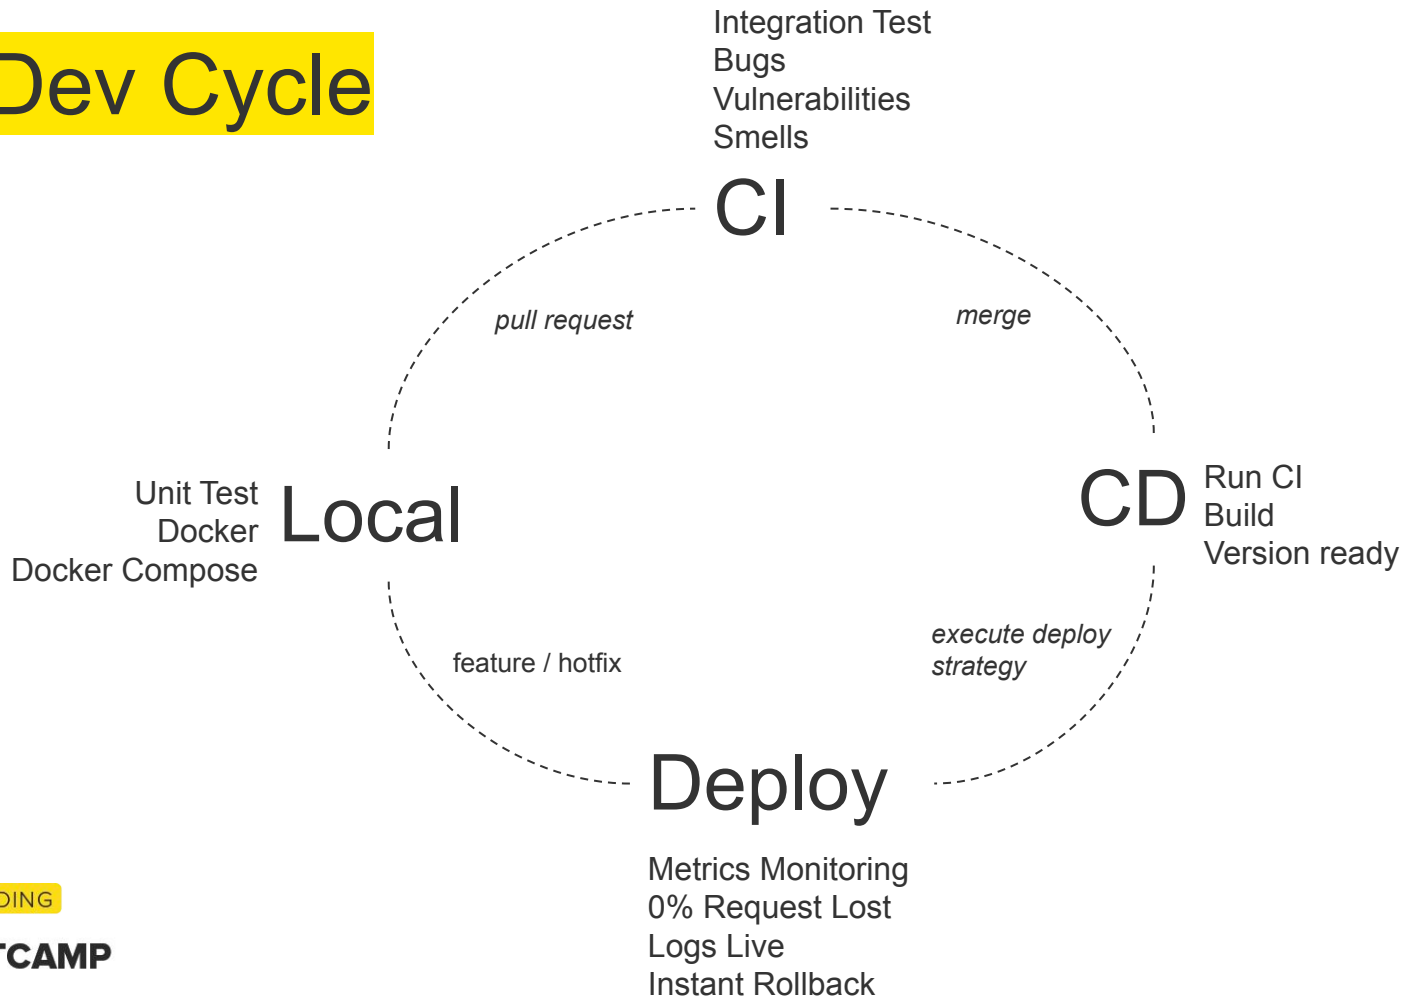 Dev Cycle
Integration Test
Bugs
Vulnerabilities
Smells
CI
pull request
merge
Unit Test
Docker
Docker Compose
Local
CD
Run CI
Build
Version ready
feature / hotfix
execute deploy
strategy
Deploy
Metrics Monitoring
0% Request Lost
Logs Live
Instant Rollback
DING
TCAMP